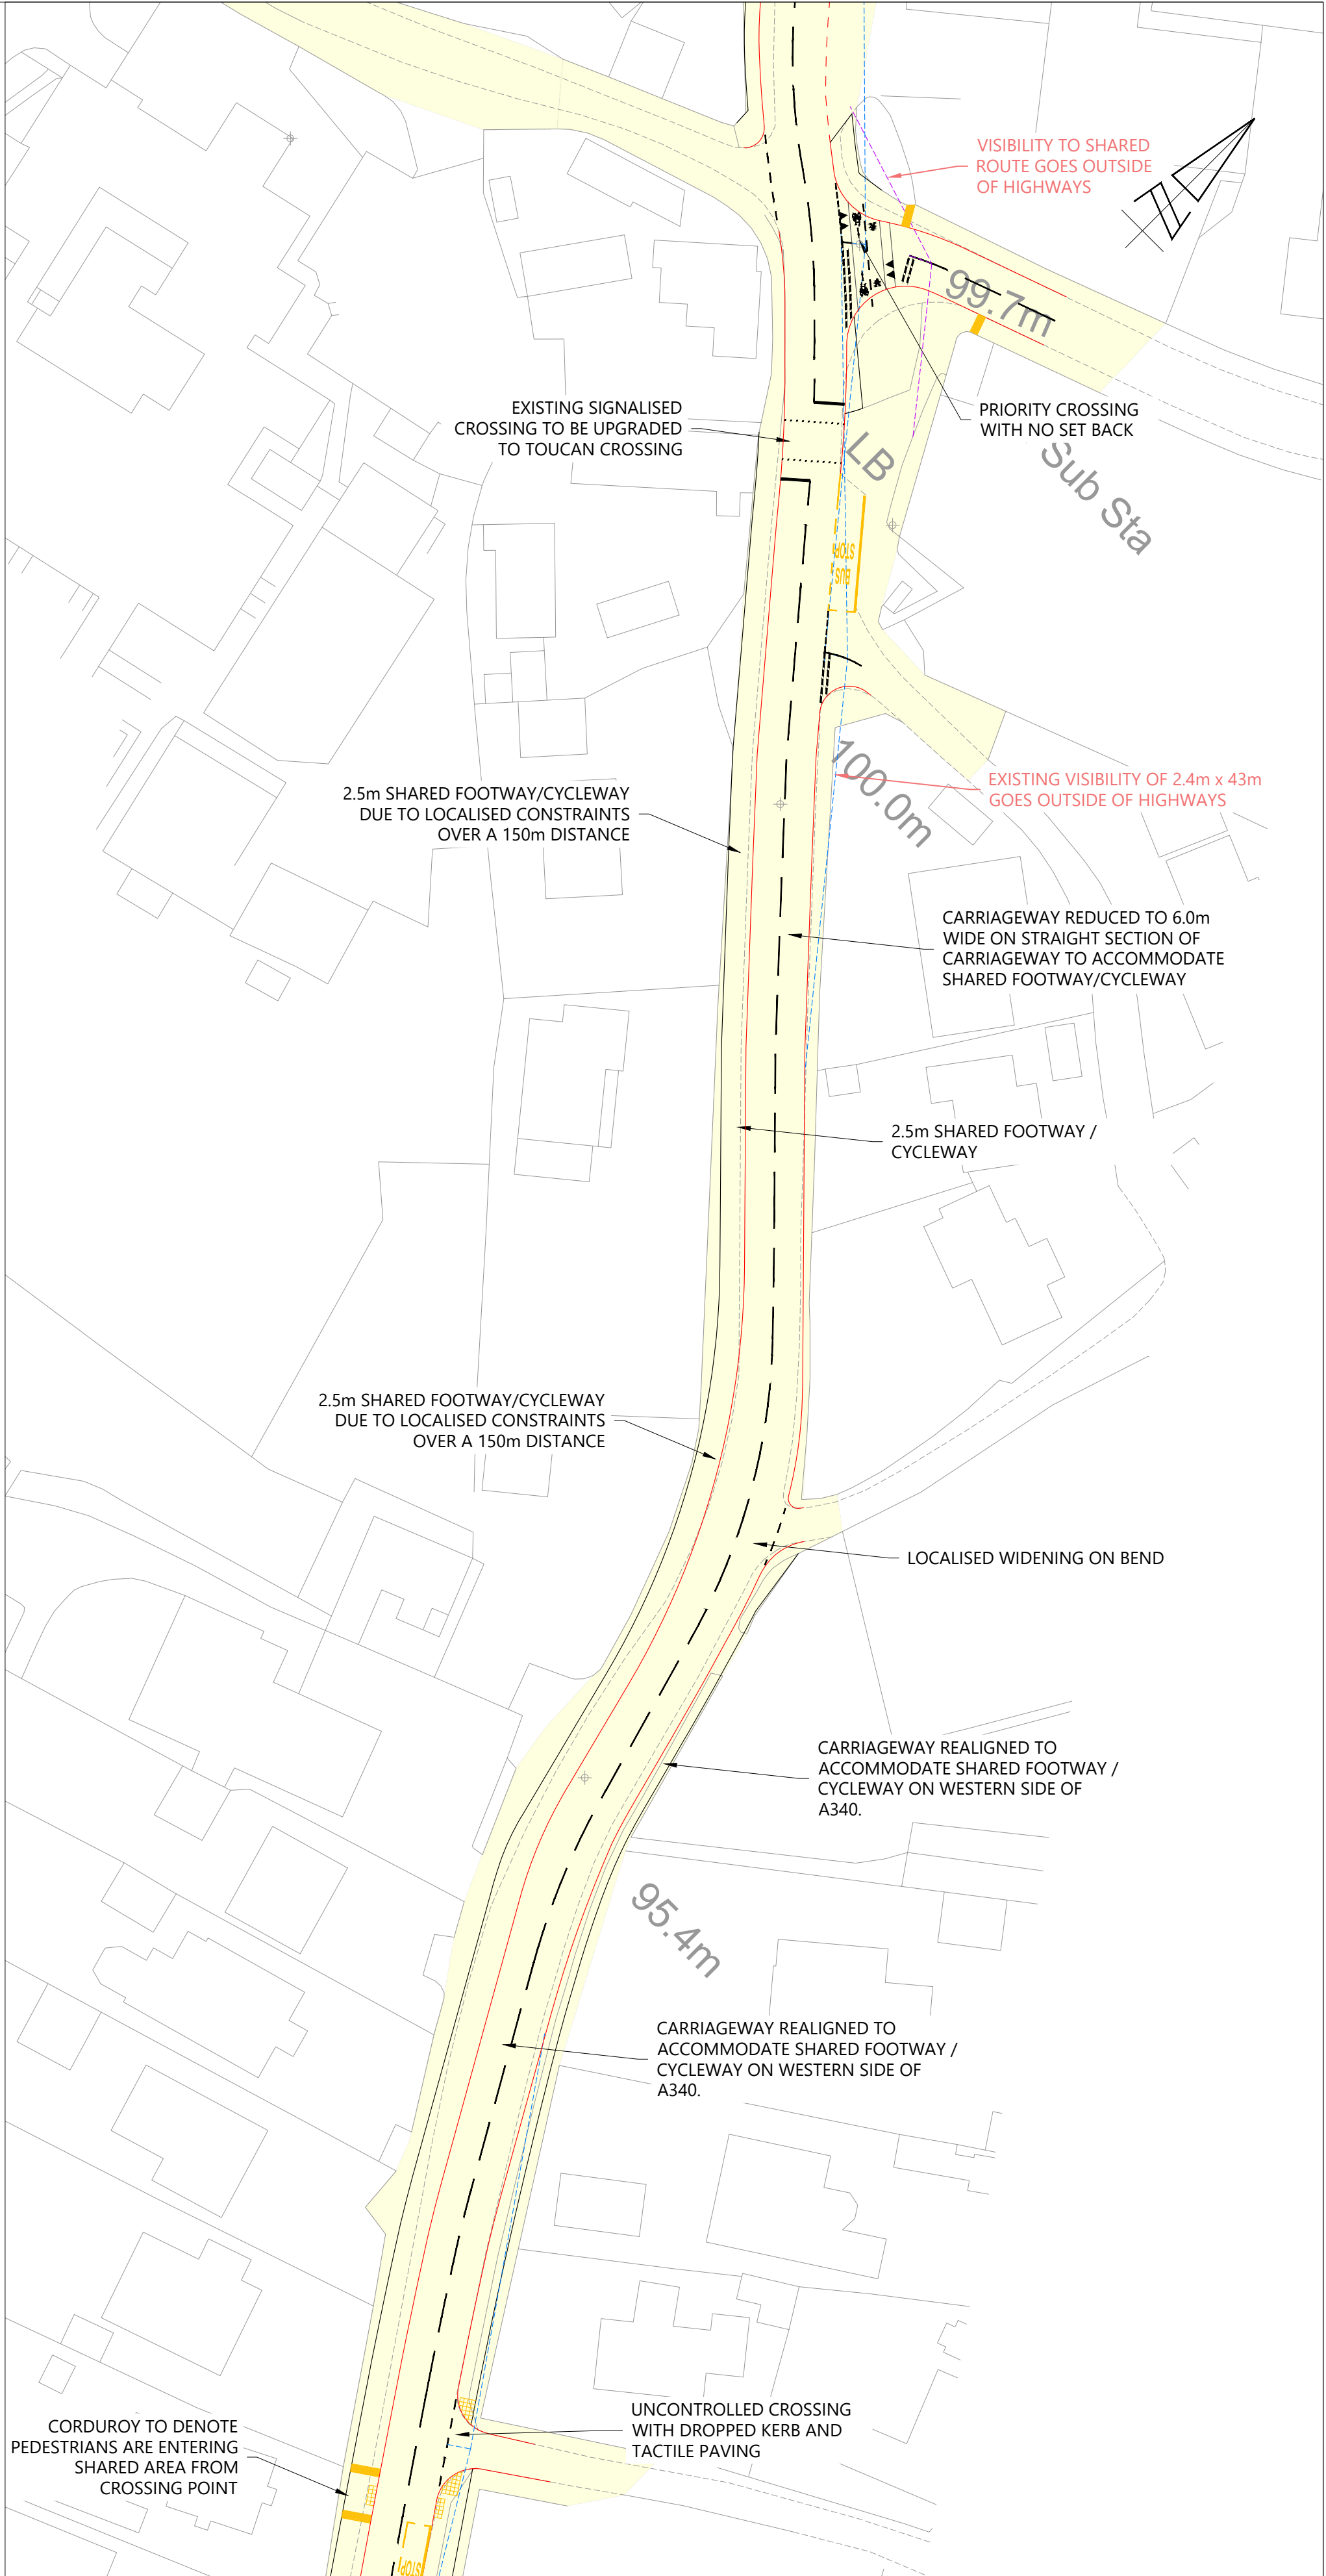 VISIBILITY TO SHARED
ROUTE GOES OUTSIDE
OF HIGHWAYS
99.7m
EXISTING SIGNALISED
CROSSING TO BE UPGRADED
TO TOUCAN CROSSING
PRIORITY CROSSING
WITH NO SET BACK
LB
Sub Sta
BUS
STOP
100.0m
EXISTING VISIBILITY OF 2.4m x 43m
GOES OUTSIDE OF HIGHWAYS
2.5m SHARED FOOTWAY/CYCLEWAY
DUE TO LOCALISED CONSTRAINTS
OVER A 150m DISTANCE
CARRIAGEWAY REDUCED TO 6.0m
WIDE ON STRAIGHT SECTION OF
CARRIAGEWAY TO ACCOMMODATE
SHARED FOOTWAY/CYCLEWAY
2.5m SHARED FOOTWAY /
CYCLEWAY
2.5m SHARED FOOTWAY/CYCLEWAY
DUE TO LOCALISED CONSTRAINTS
OVER A 150m DISTANCE
LOCALISED WIDENING ON BEND
CARRIAGEWAY REALIGNED TO
ACCOMMODATE SHARED FOOTWAY /
CYCLEWAY ON WESTERN SIDE OF
A340.
95.4m
CARRIAGEWAY REALIGNED TO
ACCOMMODATE SHARED FOOTWAY /
CYCLEWAY ON WESTERN SIDE OF
A340.
UNCONTROLLED CROSSING
WITH DROPPED KERB AND
TACTILE PAVING
CORDUROY TO DENOTE
PEDESTRIANS ARE ENTERING
SHARED AREA FROM
CROSSING POINT
STOP